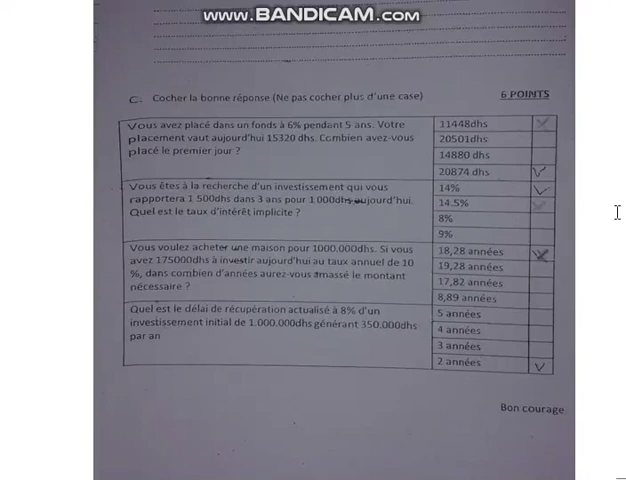 WWW.BANDICAM.COM
C. Cocher la bonne réponse (Ne pas cocher plus d'une case) 6 POINTS
Vous avez placé dans un fonds à 6% pendant 5 ans. Votre
placement vaut aujourd'hui 15320 dhs. Combien avez-vous
placé le premier jour ?
11448dhs
20501dhs
14880 dhs
20874 dhs
Vous êtes à la recherche d'un investissement qui vous
rapportera 1 500dhs dans 3 ans pour 1 000dhs aujourd'hui.
Quel est le taux d'intérêt implicite ?
14%
14.5%
8%
9%
Vous voulez acheter une maison pour 1000.000dhs. Si vous
avez 175000dhs à investir aujourd'hui au taux annuel de 10
%, dans combien d'années aurez-vous amassé le montant
nécessaire ?
18,28 années
19,28 années
17,82 années
8,89 années
Quel est le délai de récupération actualisé à 8% d'un
investissement initial de 1.000.000dhs générant 350.000dhs
par an
5 années
4 années
3 années
2 années
Bon courage